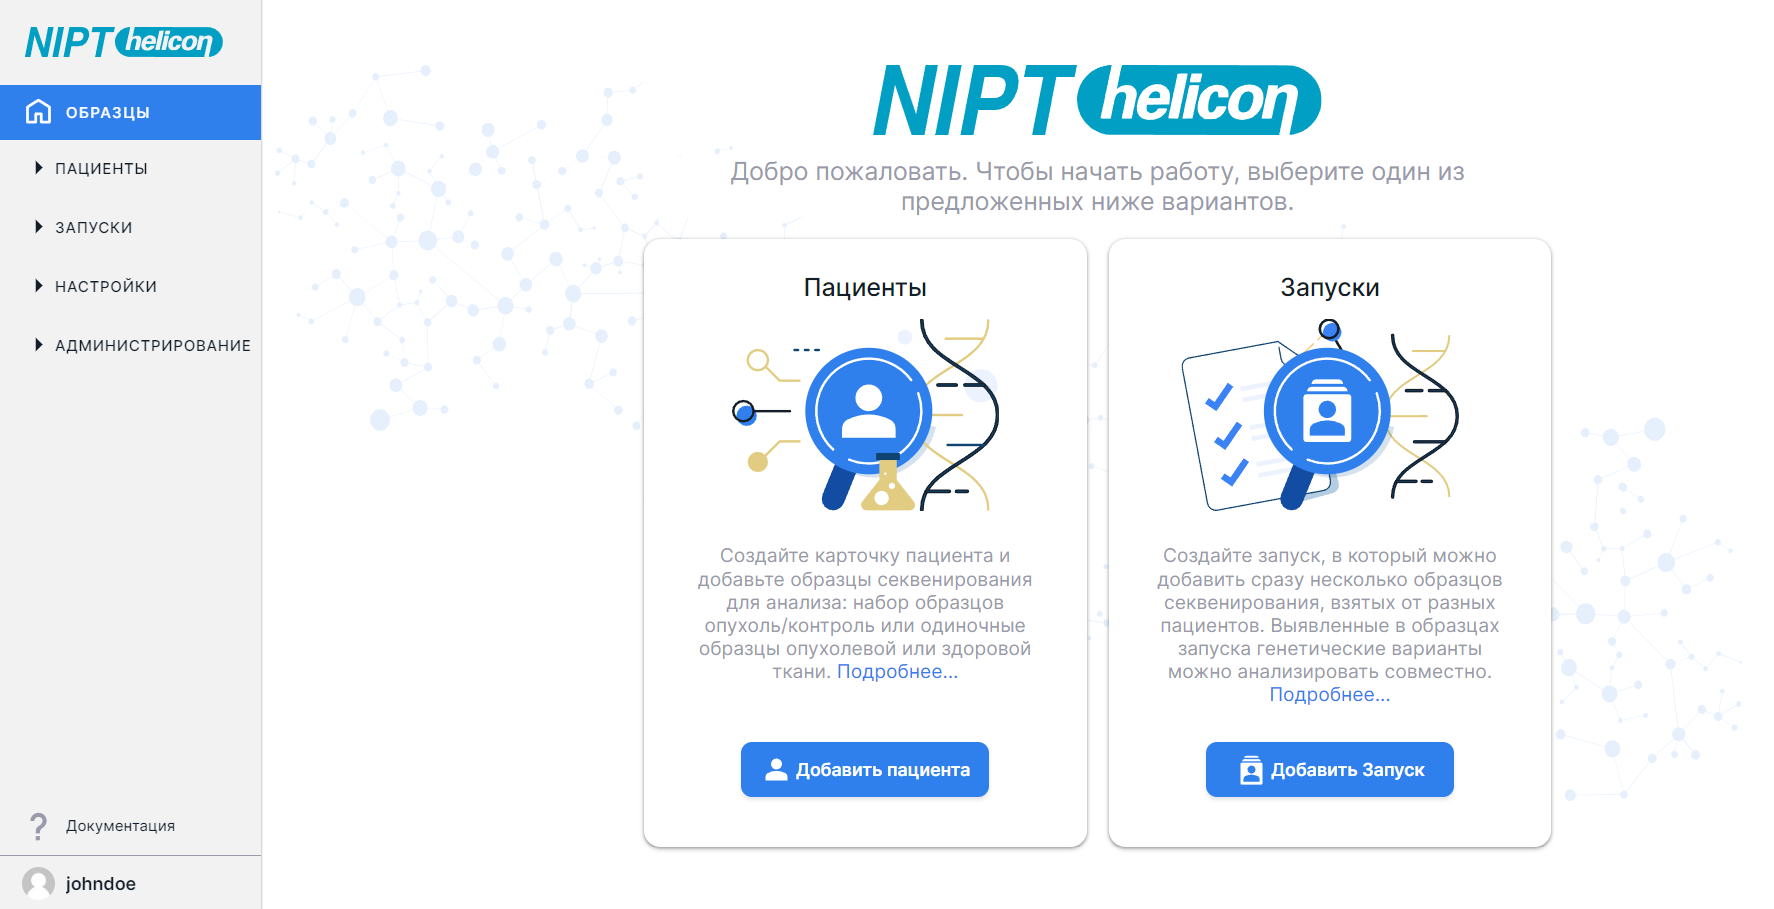 NIPT helicon
ОБРАЗЦЫ
ПАЦИЕНТЫ
ЗАПУСКИ
НАСТРОЙКИ
АДМИНИСТРИРОВАНИЕ
Документация
johndoe
NIPT helicon
Добро пожаловать. Чтобы начать работу, выберите один из
предложенных ниже вариантов.
Пациенты
Создайте карточку пациента и
добавьте образцы секвенирования
для анализа: набор образцов
опухоль/контроль или одиночные
образцы опухолевой или здоровой
ткани. Подробнее...
Добавить пациента
Запуски
Создайте запуск, в который можно
добавить сразу несколько образцов
секвенирования, взятых от разных
пациентов. Выявленные в образцах
запуска генетические варианты
можно анализировать совместно.
Подробнее...
Добавить Запуск